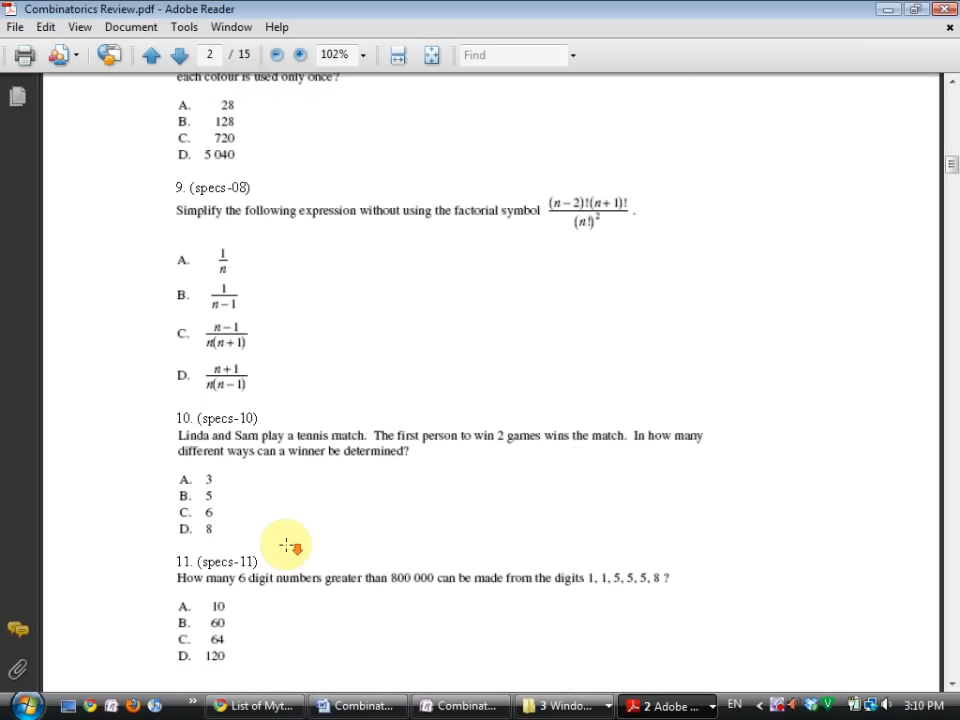 Combinatorics Review.pdf - Adobe Reader
File Edit View Document Tools Window Help
2 / 15 102% Find
each colour is used only once?
A. 28
B. 128
C. 720
D. 5 040
9. (specs-08)
Simplify the following expression without using the factorial symbol (n − 2)!(n + 1)! / (n!)² .
A. 1/n
B. 1/(n − 1)
C. (n − 1)/(n(n + 1))
D. (n + 1)/(n(n − 1))
10. (specs-10)
Linda and Sam play a tennis match. The first person to win 2 games wins the match. In how many
different ways can a winner be determined?
A. 3
B. 5
C. 6
D. 8
11. (specs-11)
How many 6 digit numbers greater than 800 000 can be made from the digits 1, 1, 5, 5, 5, 8 ?
A. 10
B. 60
C. 64
D. 120
List of Myt... Combinat... Combinat... 3 Windo... 2 Adobe ... EN 3:10 PM